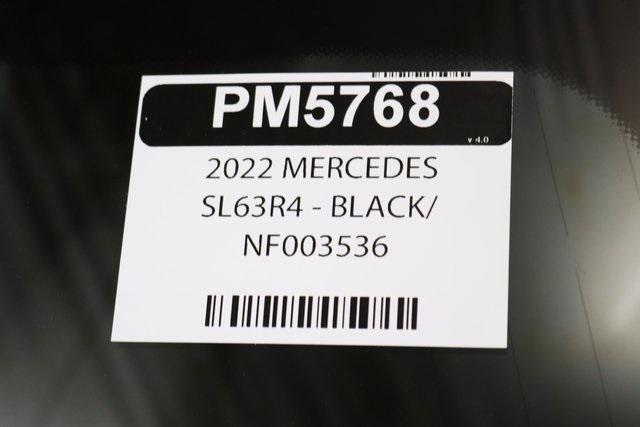 PM5768
v 4.0
2022 MERCEDES
SL63R4 - BLACK/
NF003536